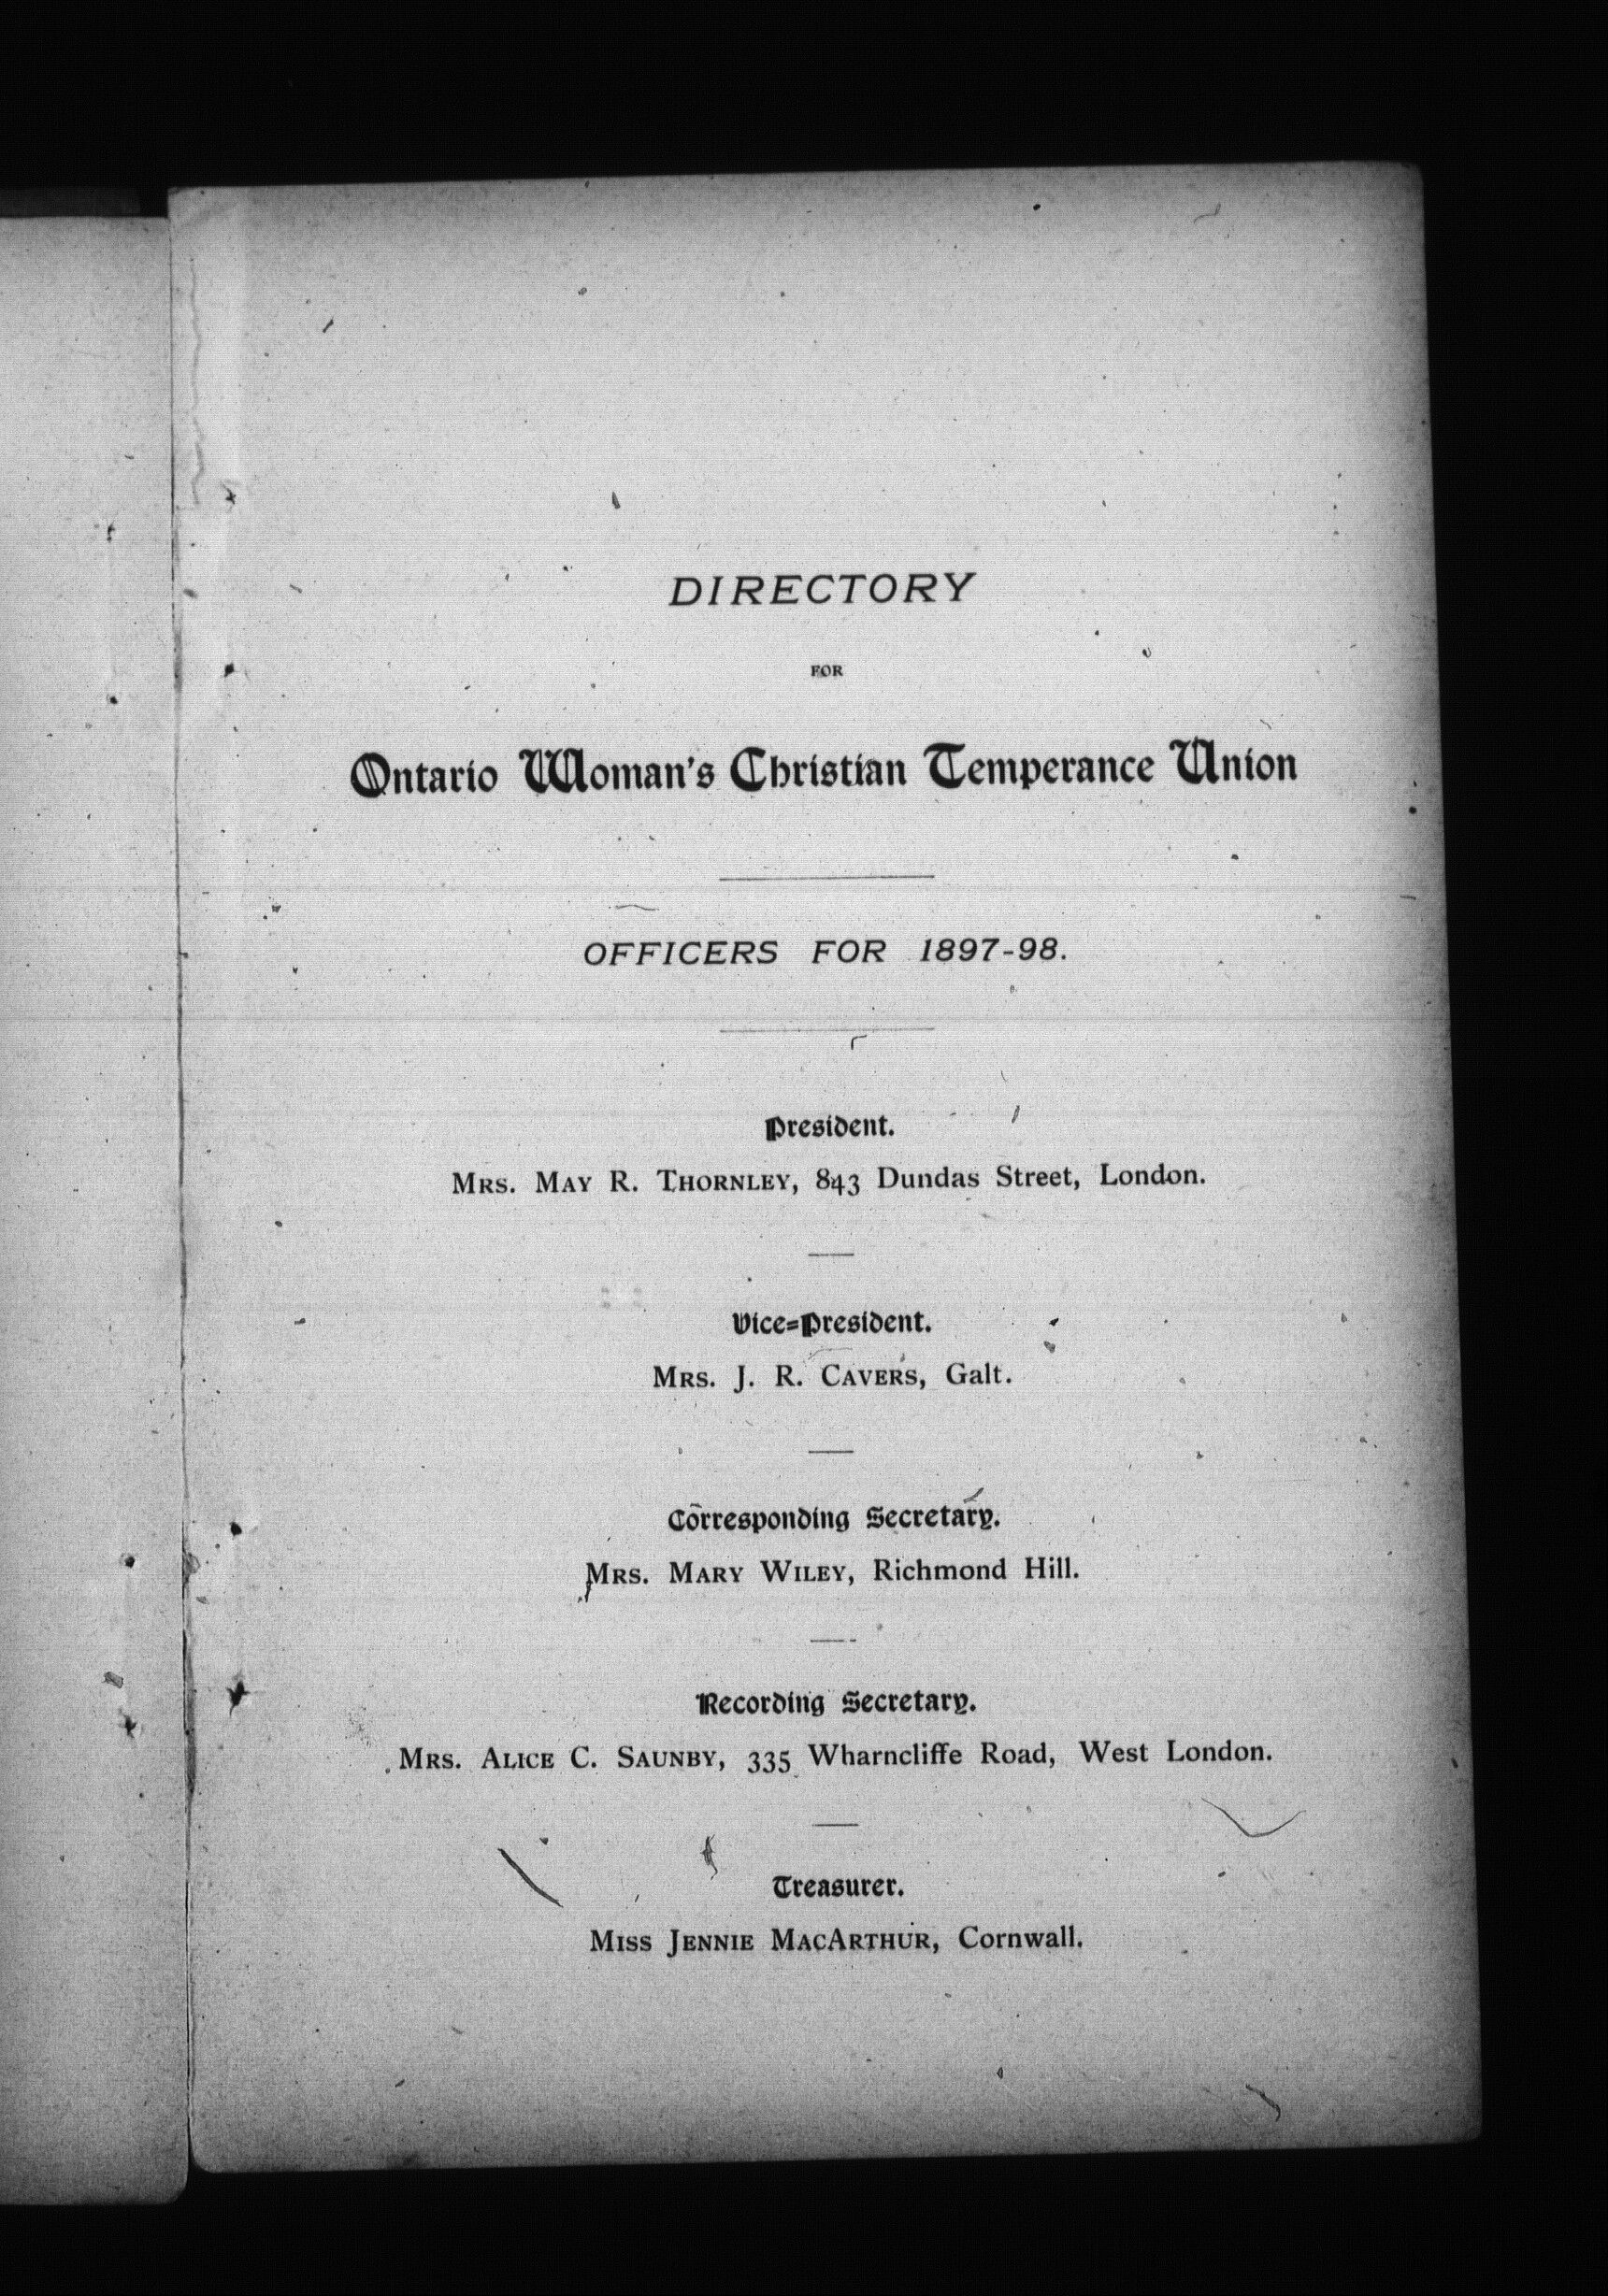 DIRECTORY
FOR
Ontario Woman's Christian Temperance Union
OFFICERS FOR 1897-98.
President.
MRS. MAY R. THORNLEY, 843 Dundas Street, London.
Vice-President.
MRS. J. R. CAVERS, Galt.
Corresponding Secretary.
MRS. MARY WILEY, Richmond Hill.
Recording Secretary.
MRS. ALICE C. SAUNBY, 335 Wharncliffe Road, West London.
Treasurer.
MISS JENNIE MACARTHUR, Cornwall.